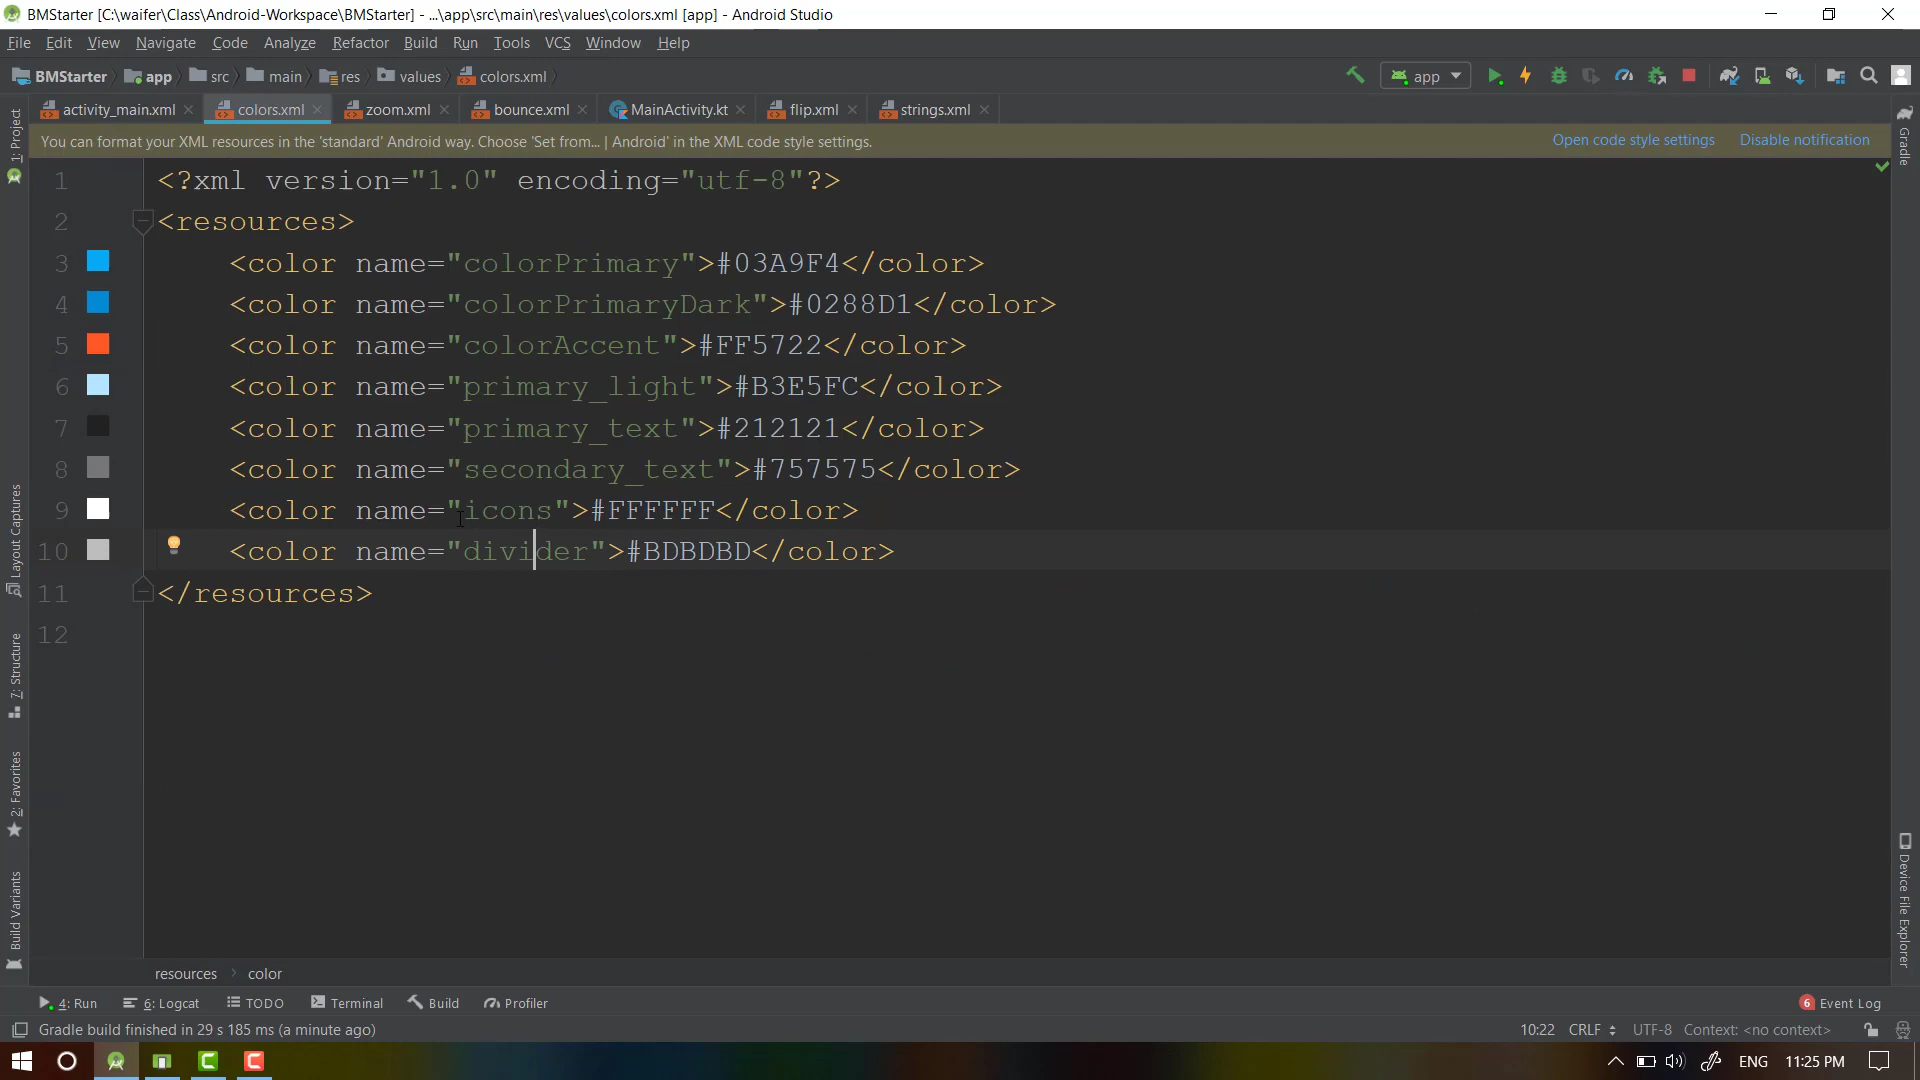 BMStarter [C:\waifer\Class\Android-Workspace\BMStarter] - ...\app\src\main\res\values\colors.xml [app] - Android Studio
File Edit View Navigate Code Analyze Refactor Build Run Tools VCS Window Help
BMStarter app src main res values colors.xml app
activity_main.xml colors.xml zoom.xml bounce.xml MainActivity.kt flip.xml strings.xml
You can format your XML resources in the 'standard' Android way. Choose 'Set from... | Android' in the XML code style settings. Open code style settings Disable notification
1 <?xml version="1.0" encoding="utf-8"?>
2 <resources>
3 <color name="colorPrimary">#03A9F4</color>
4 <color name="colorPrimaryDark">#0288D1</color>
5 <color name="colorAccent">#FF5722</color>
6 <color name="primary_light">#B3E5FC</color>
7 <color name="primary_text">#212121</color>
8 <color name="secondary_text">#757575</color>
9 <color name="icons">#FFFFFF</color>
10 <color name="divider">#BDBDBD</color>
11 </resources>
12
1: Project
Layout Captures
7: Structure
2: Favorites
Build Variants
Gradle
Device File Explorer
resources color
4: Run 6: Logcat TODO Terminal Build Profiler 6 Event Log
Gradle build finished in 29 s 185 ms (a minute ago) 10:22 CRLF UTF-8 Context: <no context>
ENG 11:25 PM